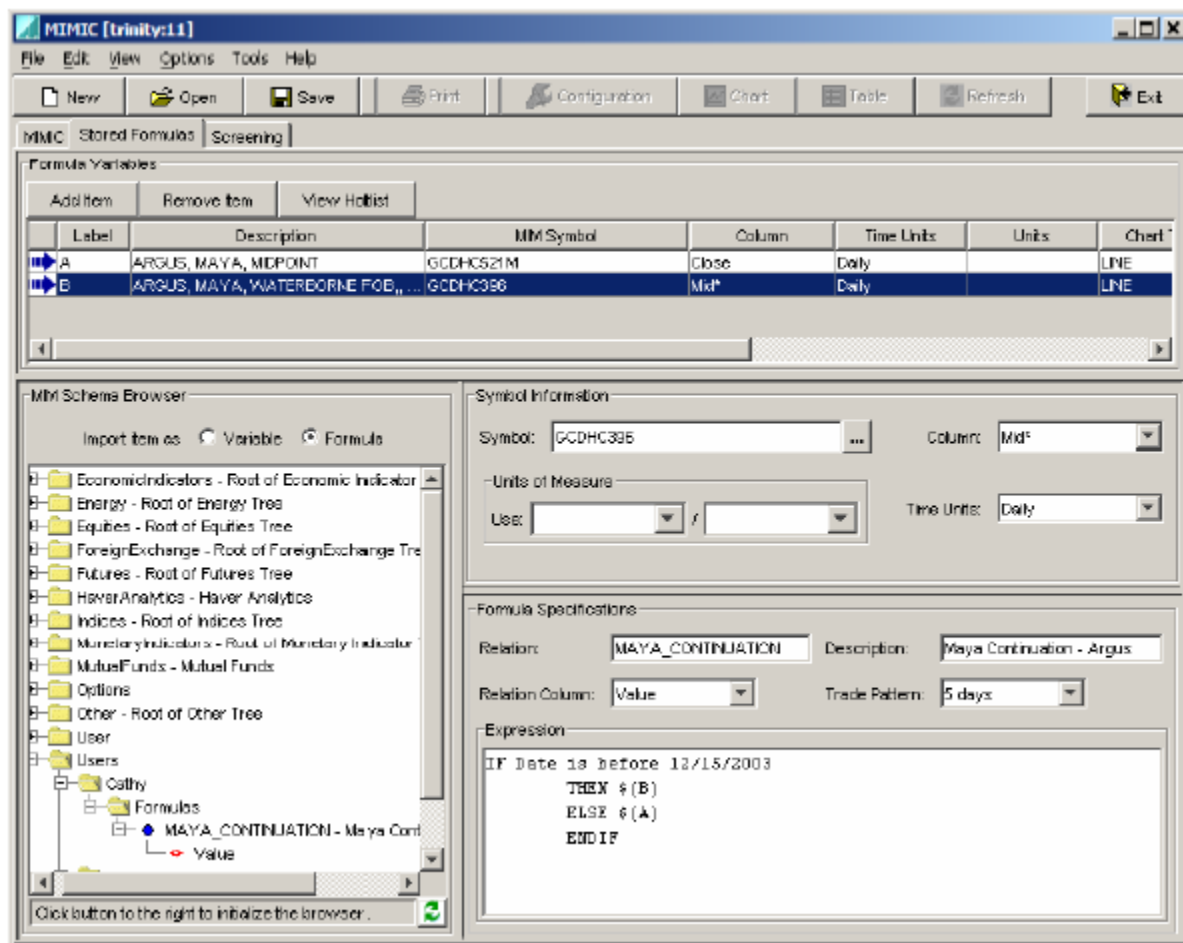 MIMIC [trinity:11]
File Edit View Options Tools Help
New Open Save Print Configuration Chart Table Refresh Exit
MIMIC Stored Formulas Screening
Formula Variables
Add Item Remove Item View Hotlist
Label Description MIM Symbol Column Time Units Units Chart T
A ARGUS, MAYA, MIDPOINT GCDHC521M Close Daily LINE
B ARGUS, MAYA, WATERBORNE FOB,, ... GCDHC396 Mid* Daily LINE
MIM Schema Browser
Import item as Variable Formula
EconomicIndicators - Root of Economic Indicator
Energy - Root of Energy Tree
Equities - Root of Equities Tree
ForeignExchange - Root of ForeignExchange Tre
Futures - Root of Futures Tree
HaverAnalytics - Haver Analytics
Indices - Root of Indices Tree
MonetaryIndicators - Root of Monetary Indicator
MutualFunds - Mutual Funds
Options
Other - Root of Other Tree
User
Users
Cathy
Formulas
MAYA_CONTINUATION - Maya Cont
Value
Click button to the right to initialize the browser.
Symbol Information
Symbol: GCDHC396 ... Column: Mid*
Units of Measure
Use: / Time Units: Daily
Formula Specifications
Relation: MAYA_CONTINUATION Description: Maya Continuation - Argus
Relation Column: Value Trade Pattern: 5 days
Expression
IF Date is before 12/15/2003
THEN $(B)
ELSE $(A)
ENDIF